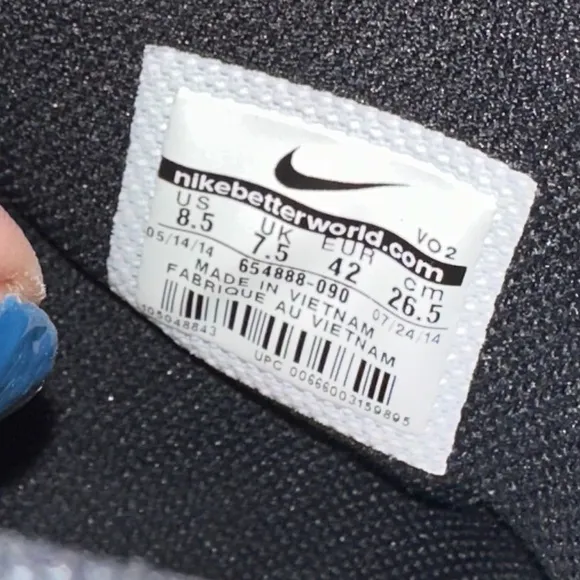 nikebetterworld.com
VO2
US UK EUR cm
8.5 7.5 42 26.5
05/14/14 654888-090 07/24/14
MADE IN VIETNAM
FABRIQUE AU VIETNAM
UPC 00666003159895